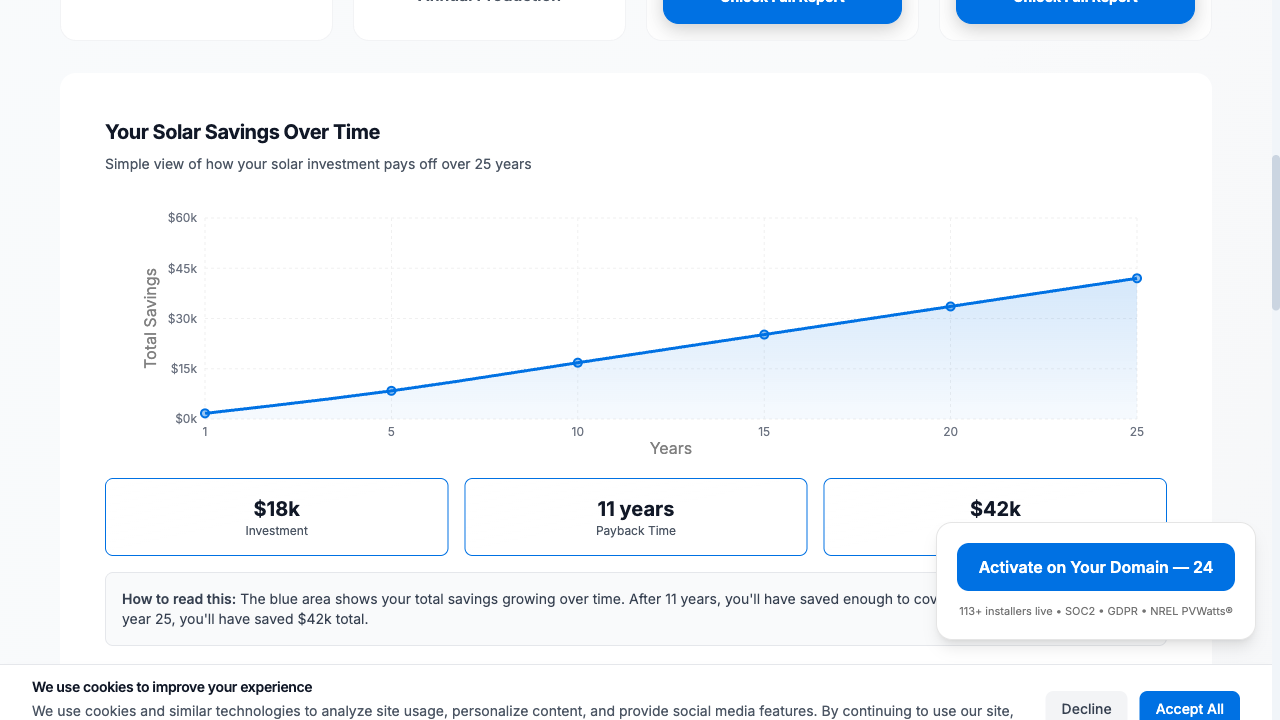 Your Solar Savings Over Time
Simple view of how your solar investment pays off over 25 years
$60k
$45k
$30k
$15k
$0k
Total Savings
1 5 10 15 20 25
Years
$18k
Investment
11 years
Payback Time
$42k
Activate on Your Domain — 24
113+ installers live • SOC2 • GDPR • NREL PVWatts®
How to read this: The blue area shows your total savings growing over time. After 11 years, you'll have saved enough to
year 25, you'll have saved $42k total.
We use cookies to improve your experience
We use cookies and similar technologies to analyze site usage, personalize content, and provide social media features. By continuing to use our site,
Decline
Accept All